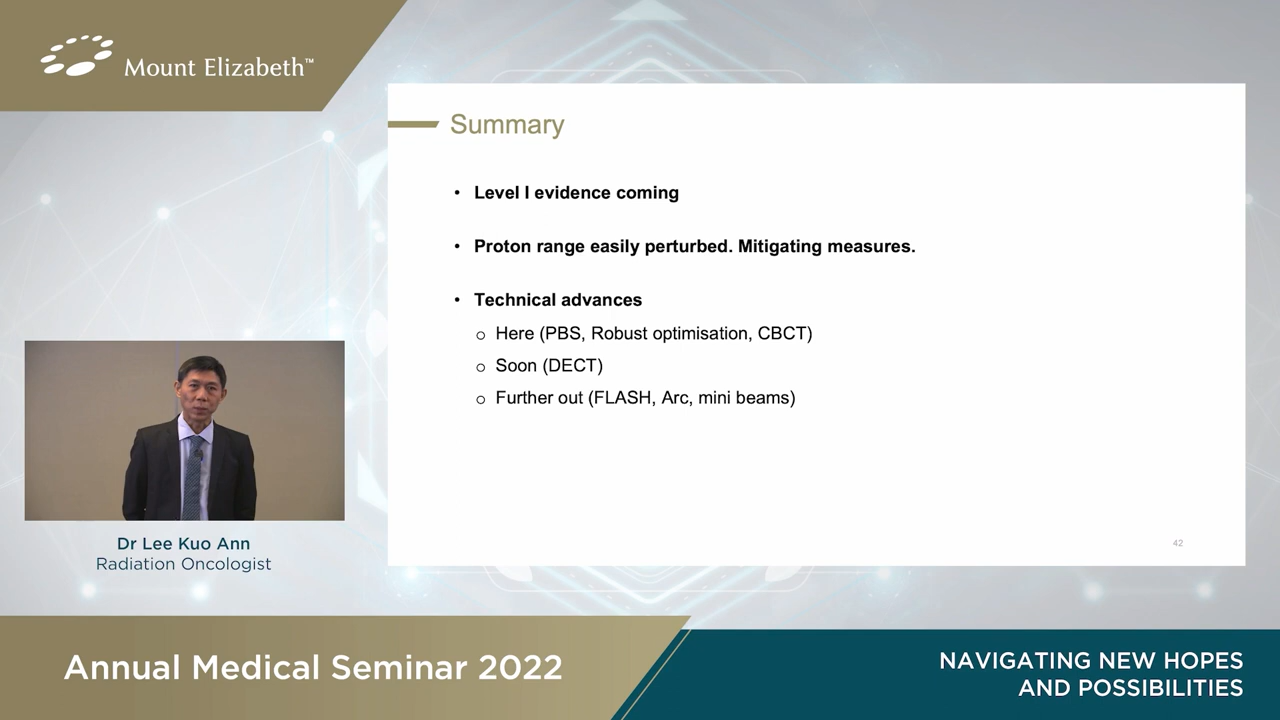 Mount Elizabeth™
Summary
• Level I evidence coming
• Proton range easily perturbed. Mitigating measures.
• Technical advances
o Here (PBS, Robust optimisation, CBCT)
o Soon (DECT)
o Further out (FLASH, Arc, mini beams)
42
Dr Lee Kuo Ann
Radiation Oncologist
Annual Medical Seminar 2022
NAVIGATING NEW HOPES
AND POSSIBILITIES